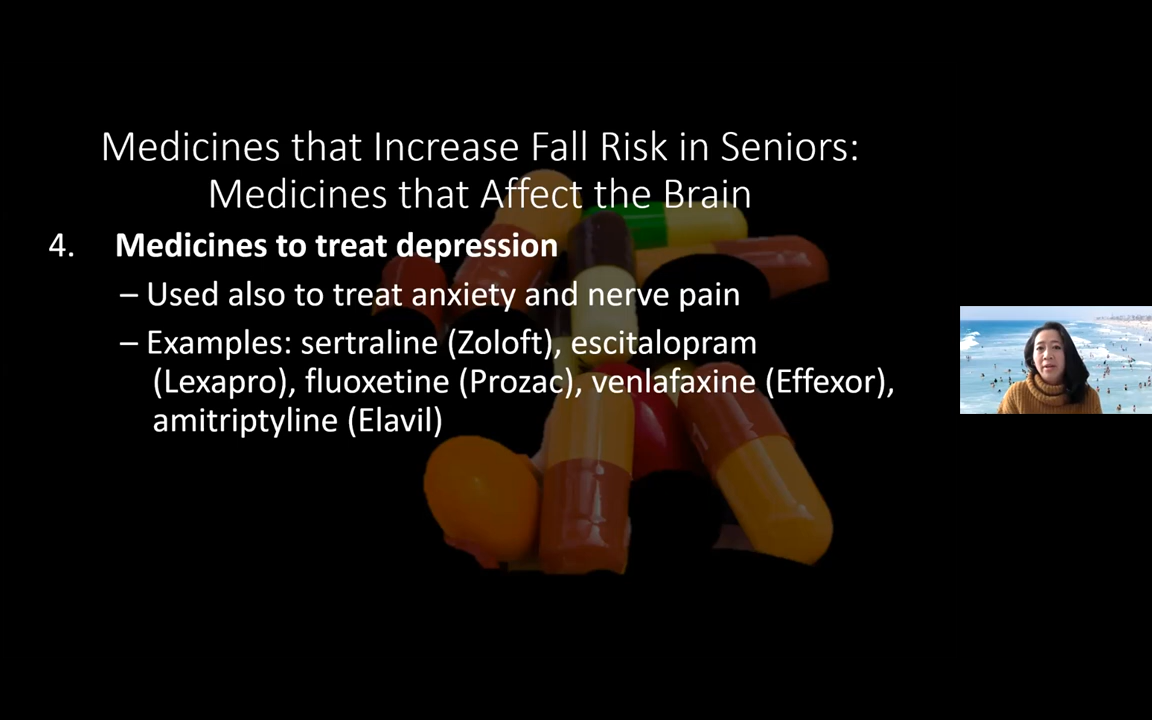 Medicines that Increase Fall Risk in Seniors:
Medicines that Affect the Brain
4. Medicines to treat depression
– Used also to treat anxiety and nerve pain
– Examples: sertraline (Zoloft), escitalopram
(Lexapro), fluoxetine (Prozac), venlafaxine (Effexor),
amitriptyline (Elavil)